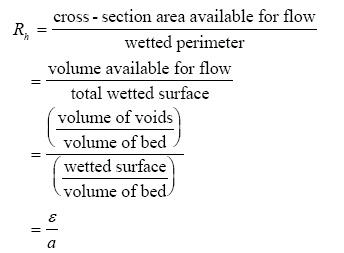 R_h = cross - section area available for flow / wetted perimeter
= volume available for flow / total wetted surface
= (volume of voids / volume of bed) / (wetted surface / volume of bed)
= ε / a